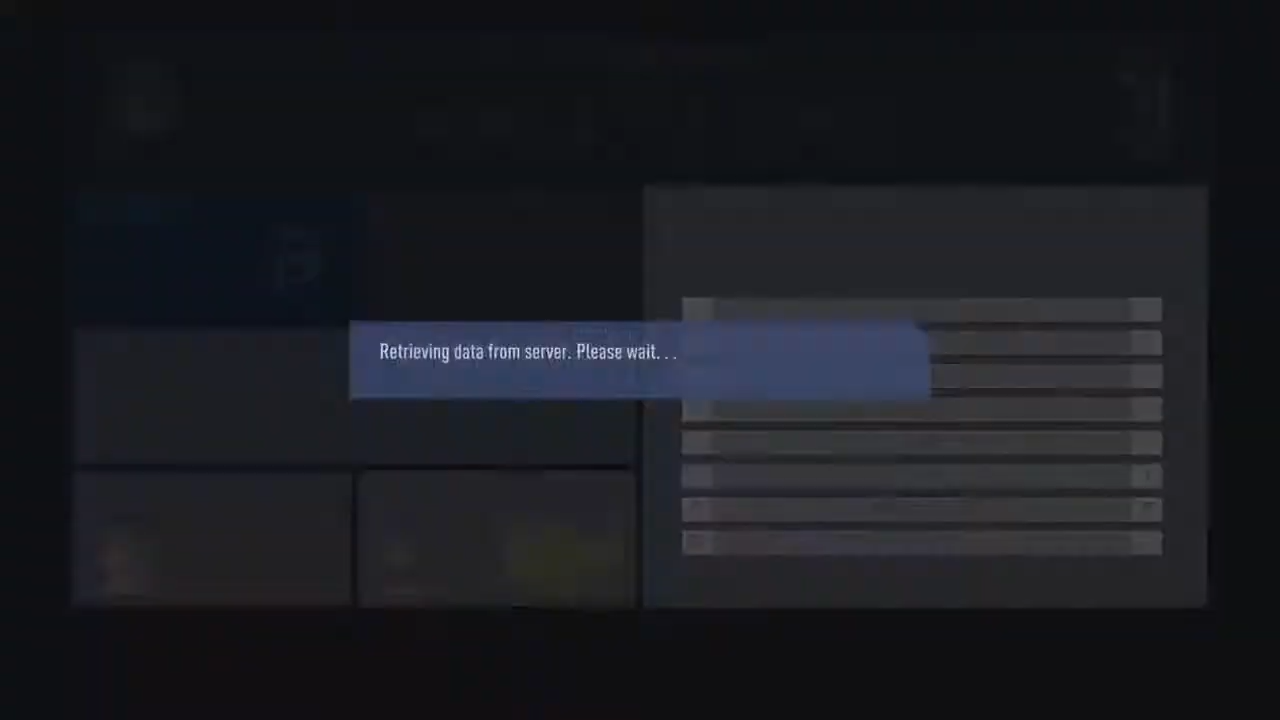 Retrieving data from server. Please wait. . .